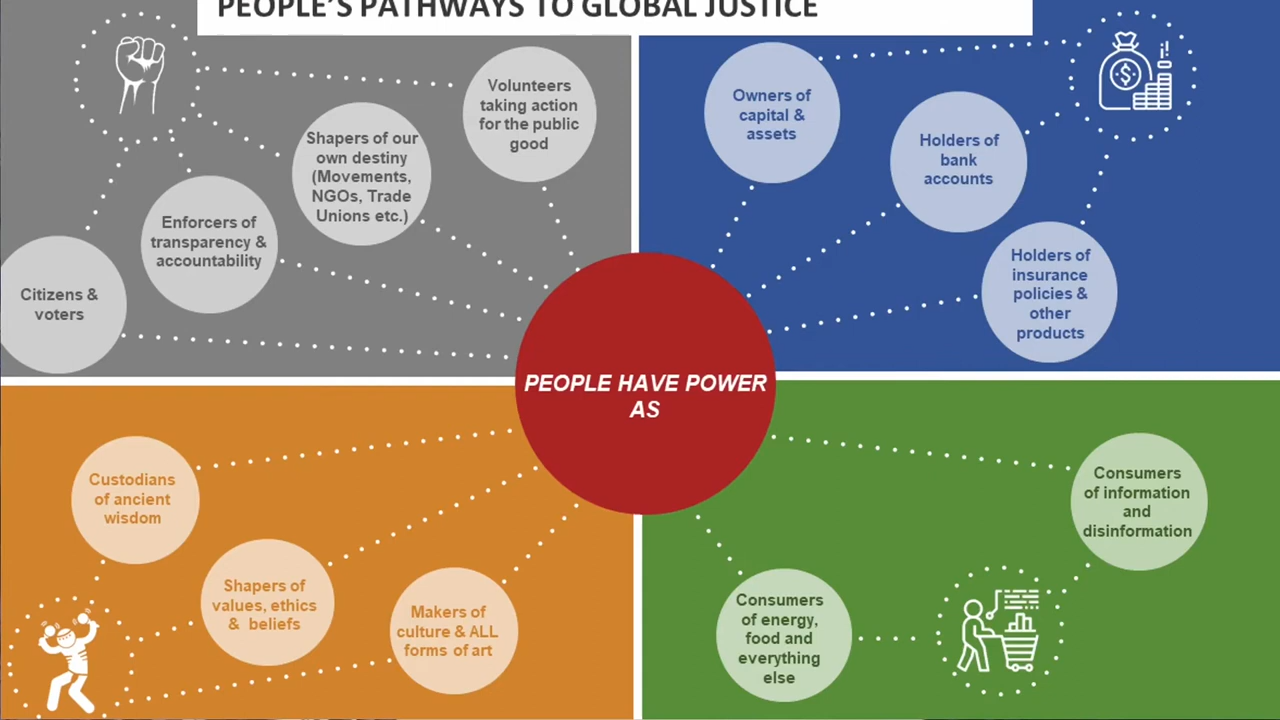 PEOPLE'S PATHWAYS TO GLOBAL JUSTICE
Volunteers
taking action
for the public
good
Shapers of our
own destiny
(Movements,
NGOs, Trade
Unions etc.)
Enforcers of
transparency &
accountability
Citizens &
voters
Owners of
capital &
assets
Holders of
bank
accounts
Holders of
insurance
policies &
other
products
$
PEOPLE HAVE POWER
AS
Custodians
of ancient
wisdom
Shapers of
values, ethics
& beliefs
Makers of
culture & ALL
forms of art
Consumers
of information
and
disinformation
Consumers
of energy,
food and
everything
else